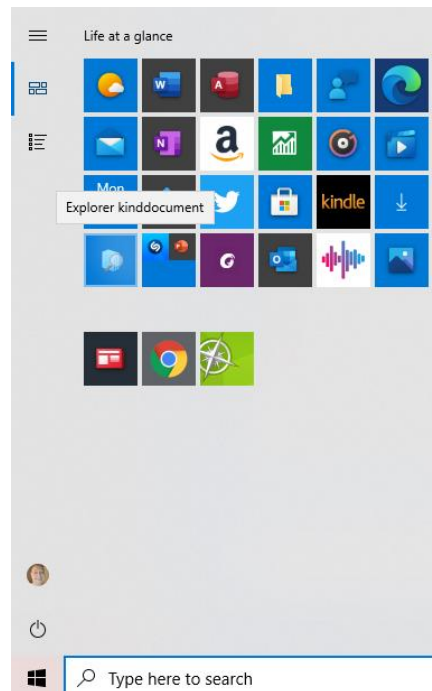 Life at a glance
W
A
N
a
Mon
Explorer kinddocument
kindle
G
o
Type here to search